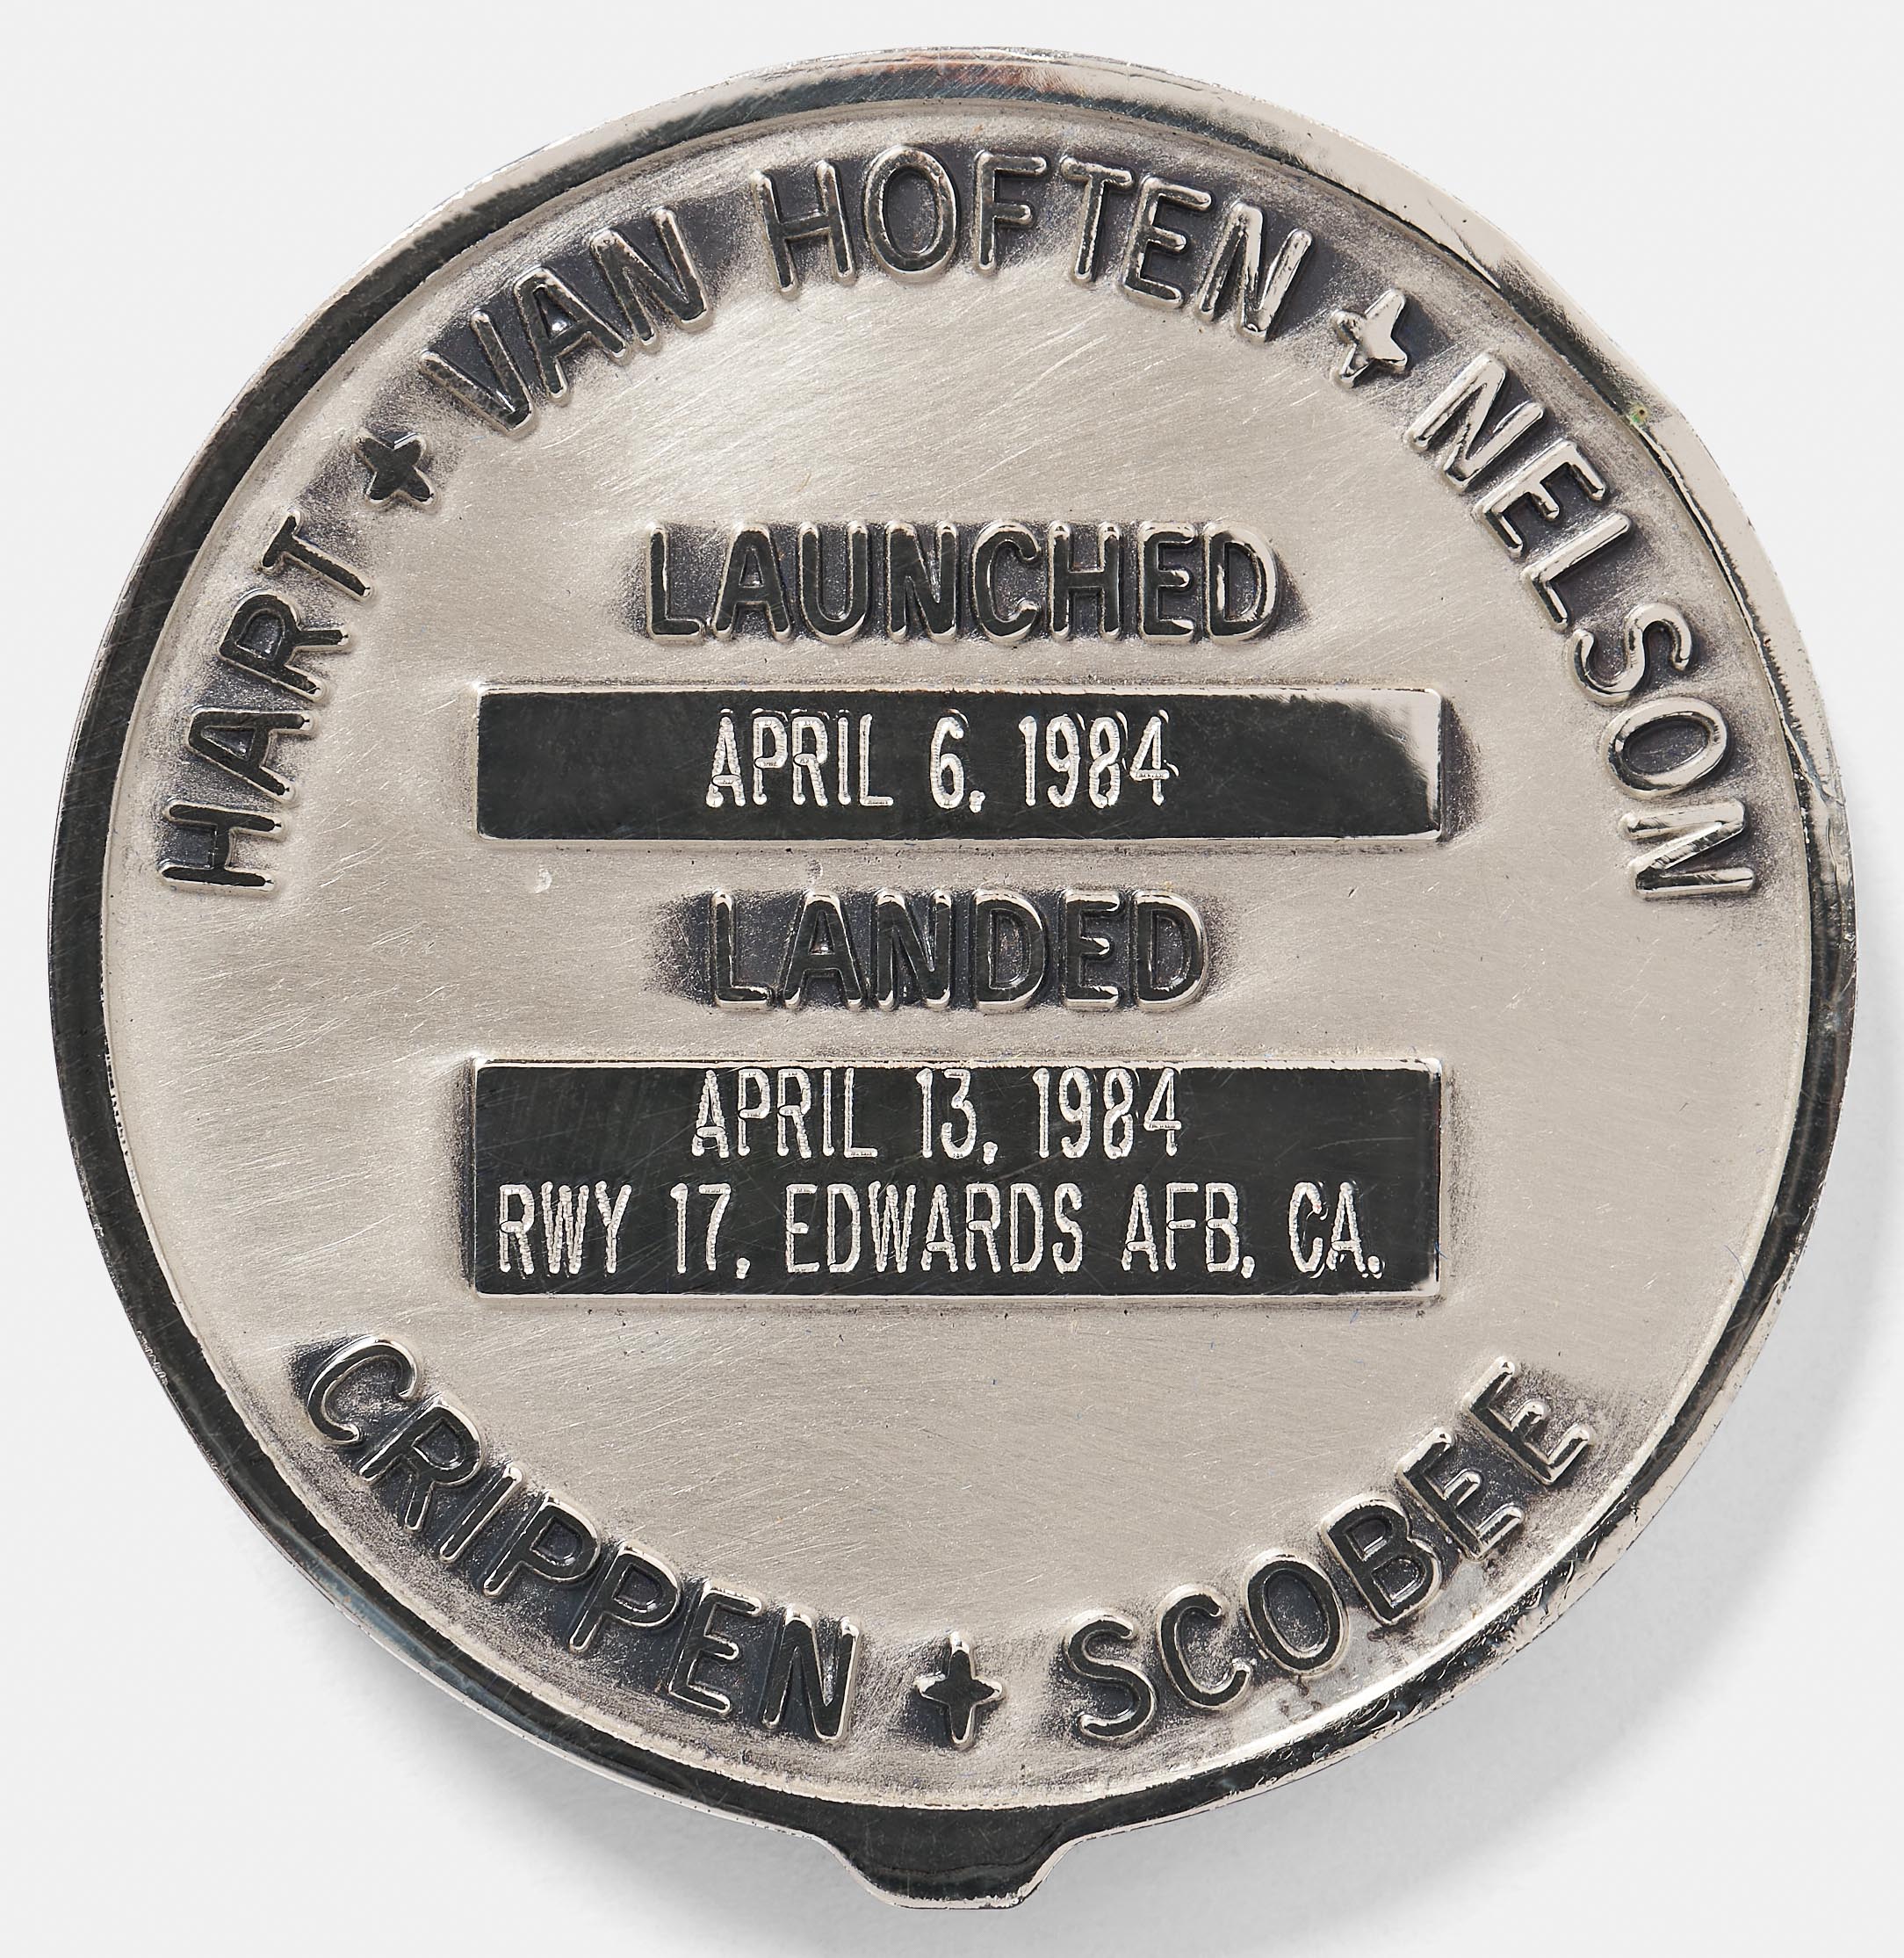 HART + VAN HOFTEN + NELSON
LAUNCHED
APRIL 6, 1984
LANDED
APRIL 13, 1984
RWY 17, EDWARDS AFB, CA.
CRIPPEN + SCOBEE